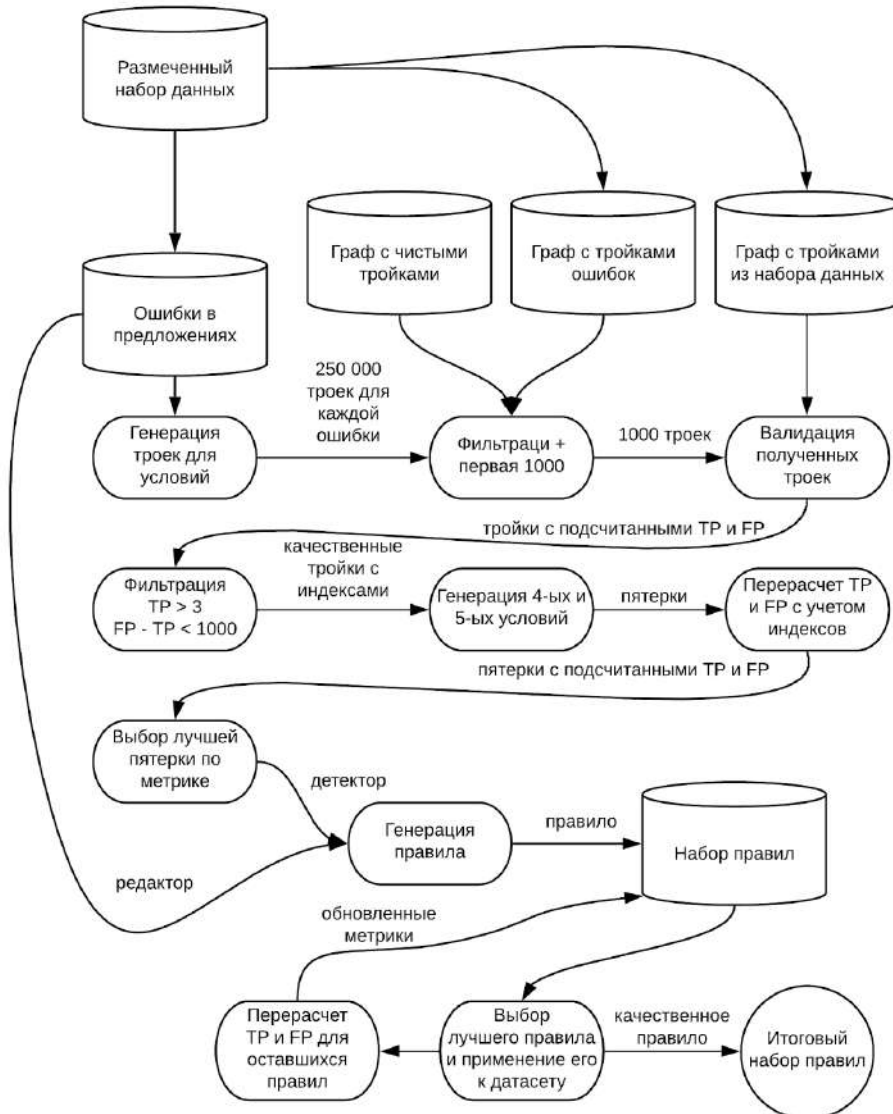 Размеченный
набор данных
Граф с чистыми
тройками
Граф с тройками
ошибок
Граф с тройками
из набора данных
Ошибки в
предложениях
250 000
троек для
каждой
ошибки
Генерация
троек для
условий
Фильтраци +
первая 1000
1000 троек
Валидация
полученных
троек
тройки с подсчитанными TP и FP
Фильтрация
TP > 3
FP - TP < 1000
качественные
тройки с
индексами
Генерация 4-ых и
5-ых условий
пятерки
Перерасчет TP
и FP с учетом
индексов
пятерки с подсчитанными TP и FP
Выбор лучшей
пятерки по
метрике
детектор
Генерация
правила
правило
Набор правил
редактор
обновленные
метрики
Перерасчет
TP и FP для
оставшихся
правил
Выбор
лучшего правила
и применение его
к датасету
качественное
правило
Итоговый
набор правил